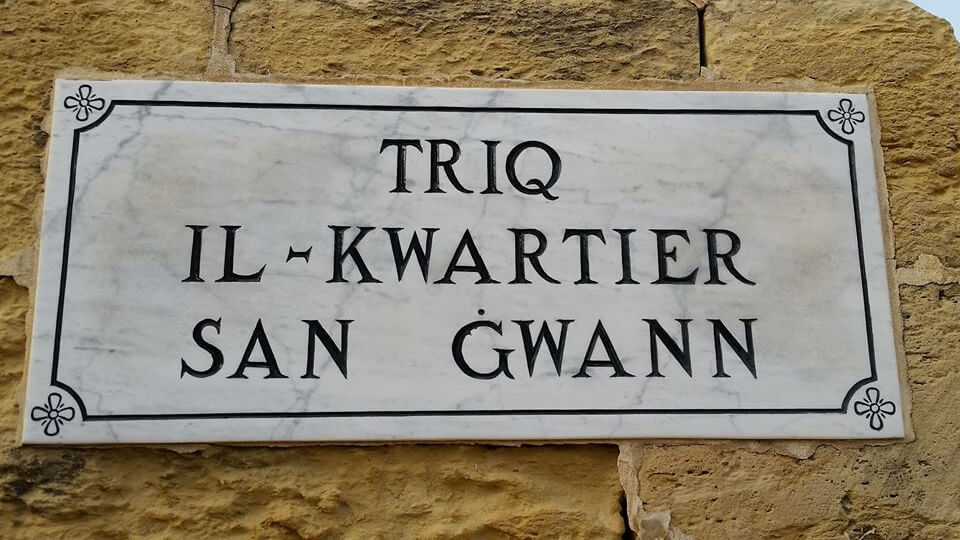 TRIQ
IL-KWARTIER
SAN ĠWANN